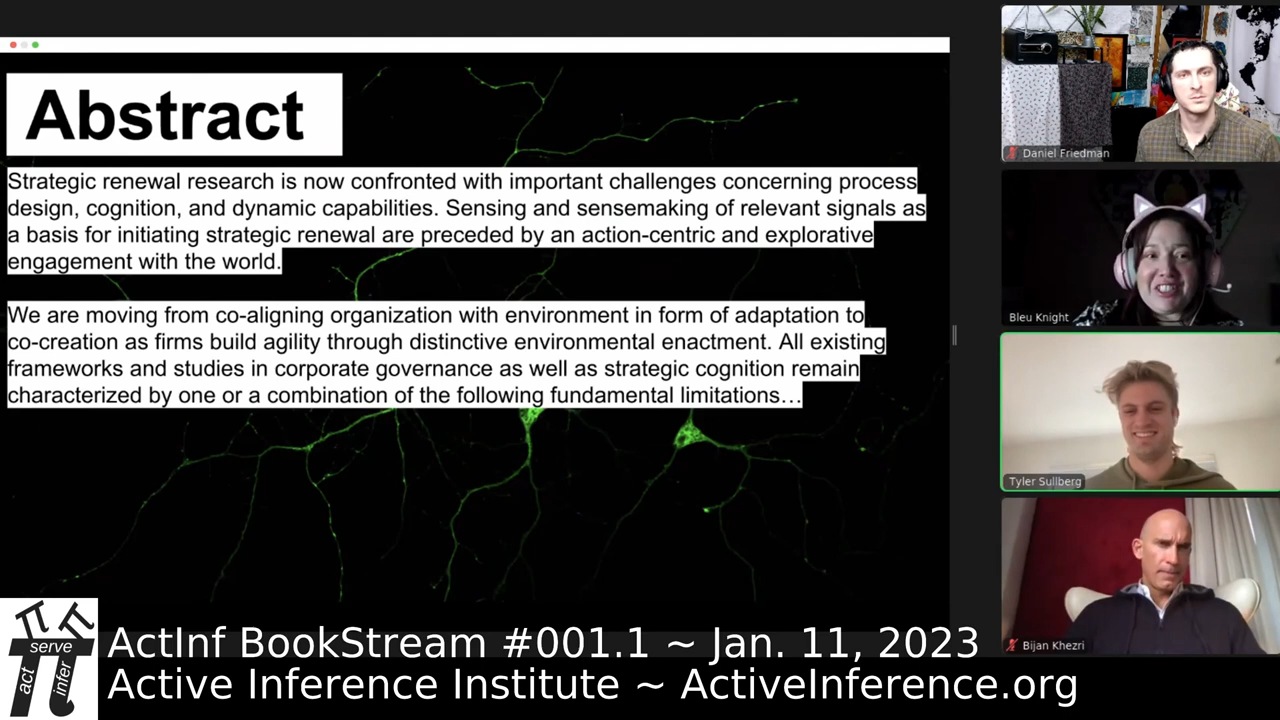 Abstract
Strategic renewal research is now confronted with important challenges concerning process
design, cognition, and dynamic capabilities. Sensing and sensemaking of relevant signals as
a basis for initiating strategic renewal are preceded by an action-centric and explorative
engagement with the world.
We are moving from co-aligning organization with environment in form of adaptation to
co-creation as firms build agility through distinctive environmental enactment. All existing
frameworks and studies in corporate governance as well as strategic cognition remain
characterized by one or a combination of the following fundamental limitations…
Daniel Friedman
Bleu Knight
Tyler Sullberg
Bijan Khezri
serve
act
infer
ActInf BookStream #001.1 ~ Jan. 11, 2023
Active Inference Institute ~ ActiveInference.org